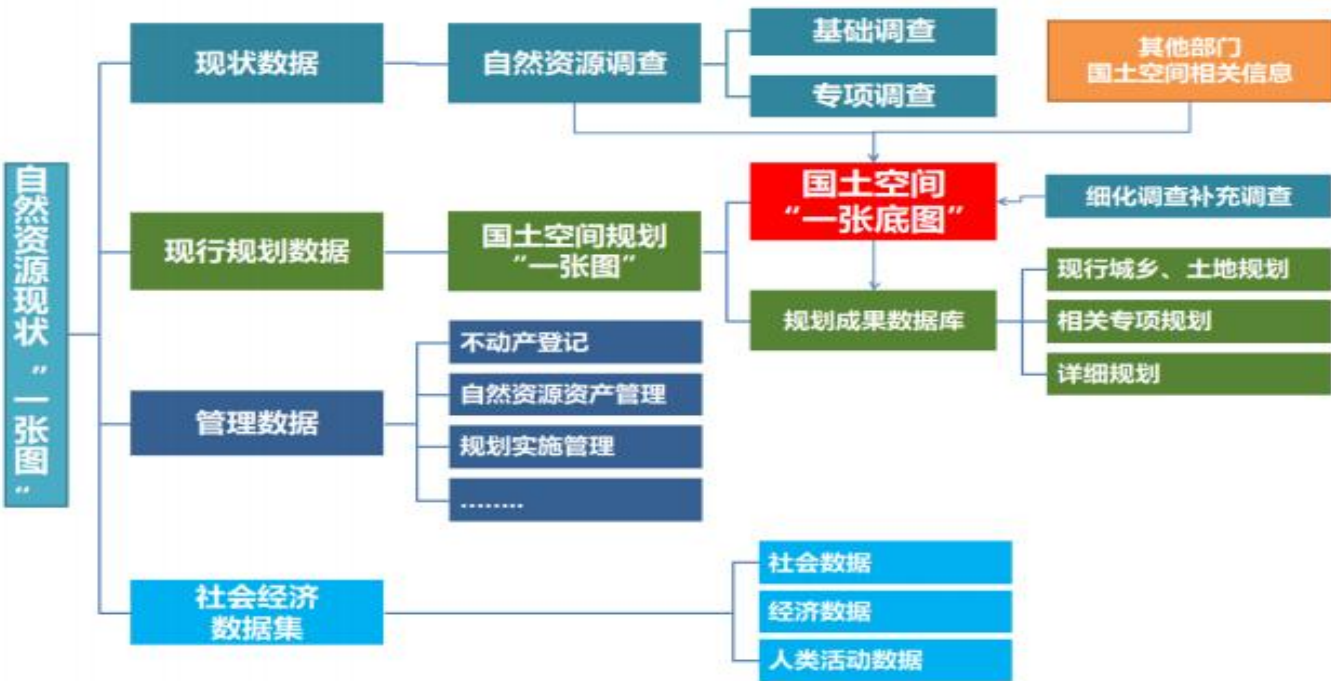 自然资源现状“一张图”
现状数据
自然资源调查
基础调查
专项调查
其他部门
国土空间相关信息
国土空间
“一张底图”
细化调查补充调查
现行规划数据
国土空间规划
“一张图”
规划成果数据库
现行城乡、土地规划
相关专项规划
详细规划
管理数据
不动产登记
自然资源资产管理
规划实施管理
........
社会经济
数据集
社会数据
经济数据
人类活动数据